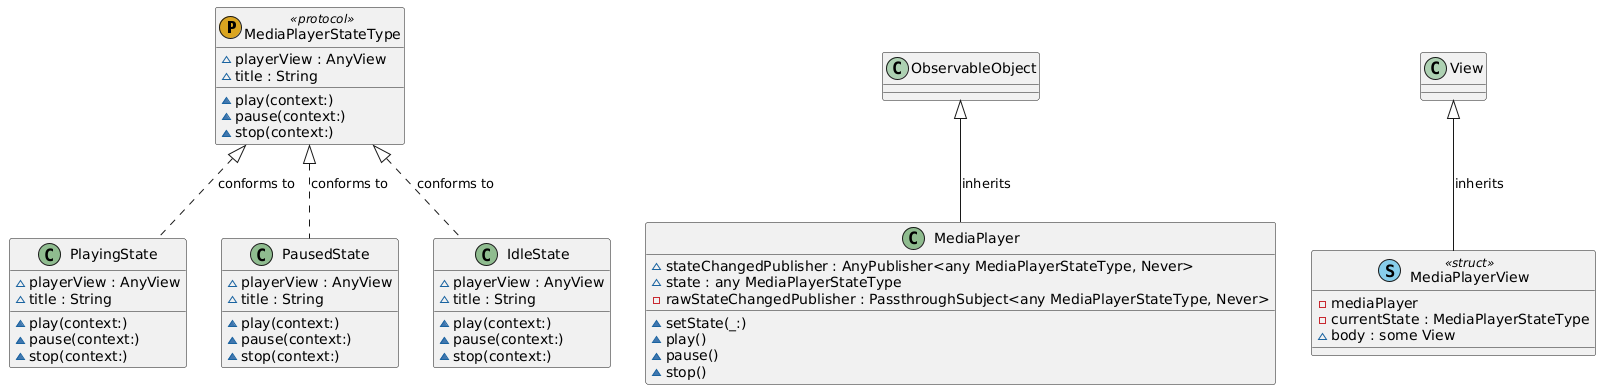 P
«protocol»
MediaPlayerStateType
playerView : AnyView
title : String
play(context:)
pause(context:)
stop(context:)
conforms to
conforms to
conforms to
C PlayingState
playerView : AnyView
title : String
play(context:)
pause(context:)
stop(context:)
C PausedState
playerView : AnyView
title : String
play(context:)
pause(context:)
stop(context:)
C IdleState
playerView : AnyView
title : String
play(context:)
pause(context:)
stop(context:)
C ObservableObject
inherits
C MediaPlayer
stateChangedPublisher : AnyPublisher<any MediaPlayerStateType, Never>
state : any MediaPlayerStateType
rawStateChangedPublisher : PassthroughSubject<any MediaPlayerStateType, Never>
setState(_:)
play()
pause()
stop()
C View
inherits
S
«struct»
MediaPlayerView
mediaPlayer
currentState : MediaPlayerStateType
body : some View